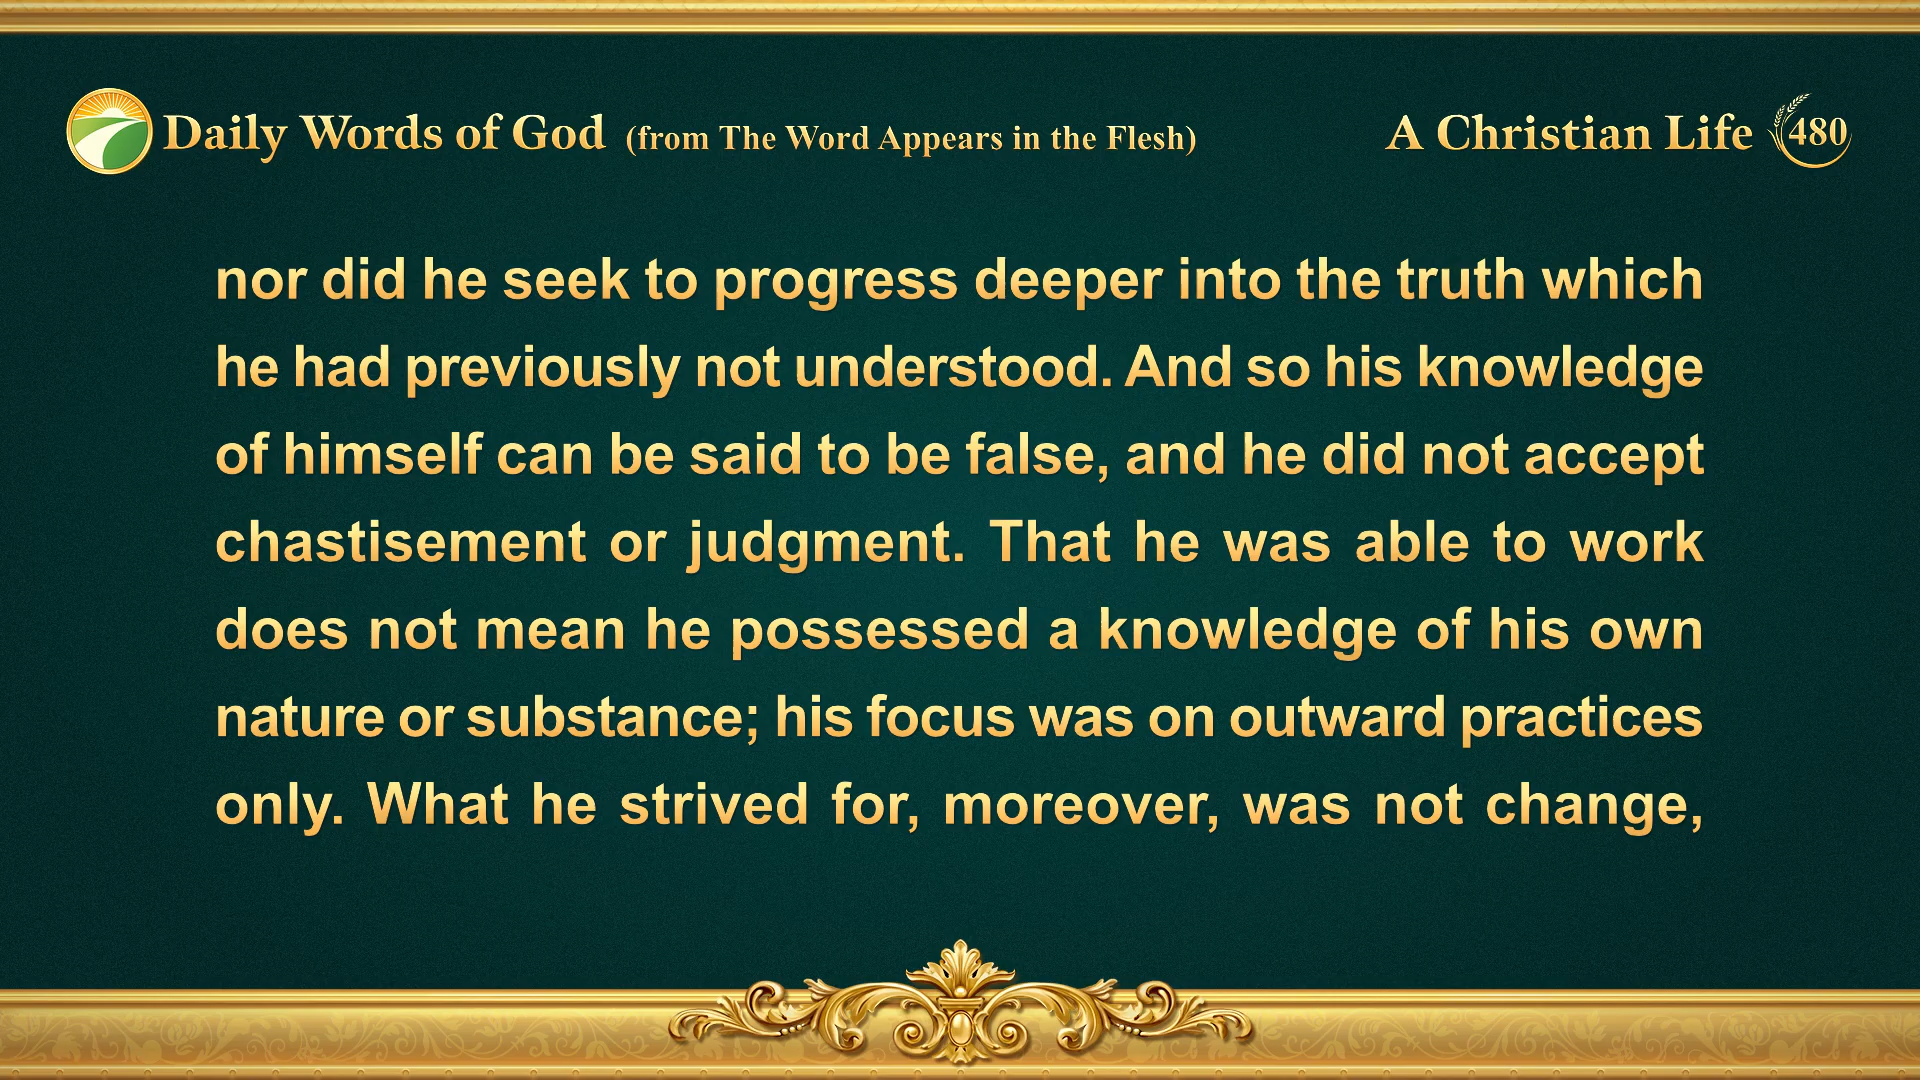 Daily Words of God (from The Word Appears in the Flesh)
A Christian Life 480
nor did he seek to progress deeper into the truth which
he had previously not understood. And so his knowledge
of himself can be said to be false, and he did not accept
chastisement or judgment. That he was able to work
does not mean he possessed a knowledge of his own
nature or substance; his focus was on outward practices
only. What he strived for, moreover, was not change,